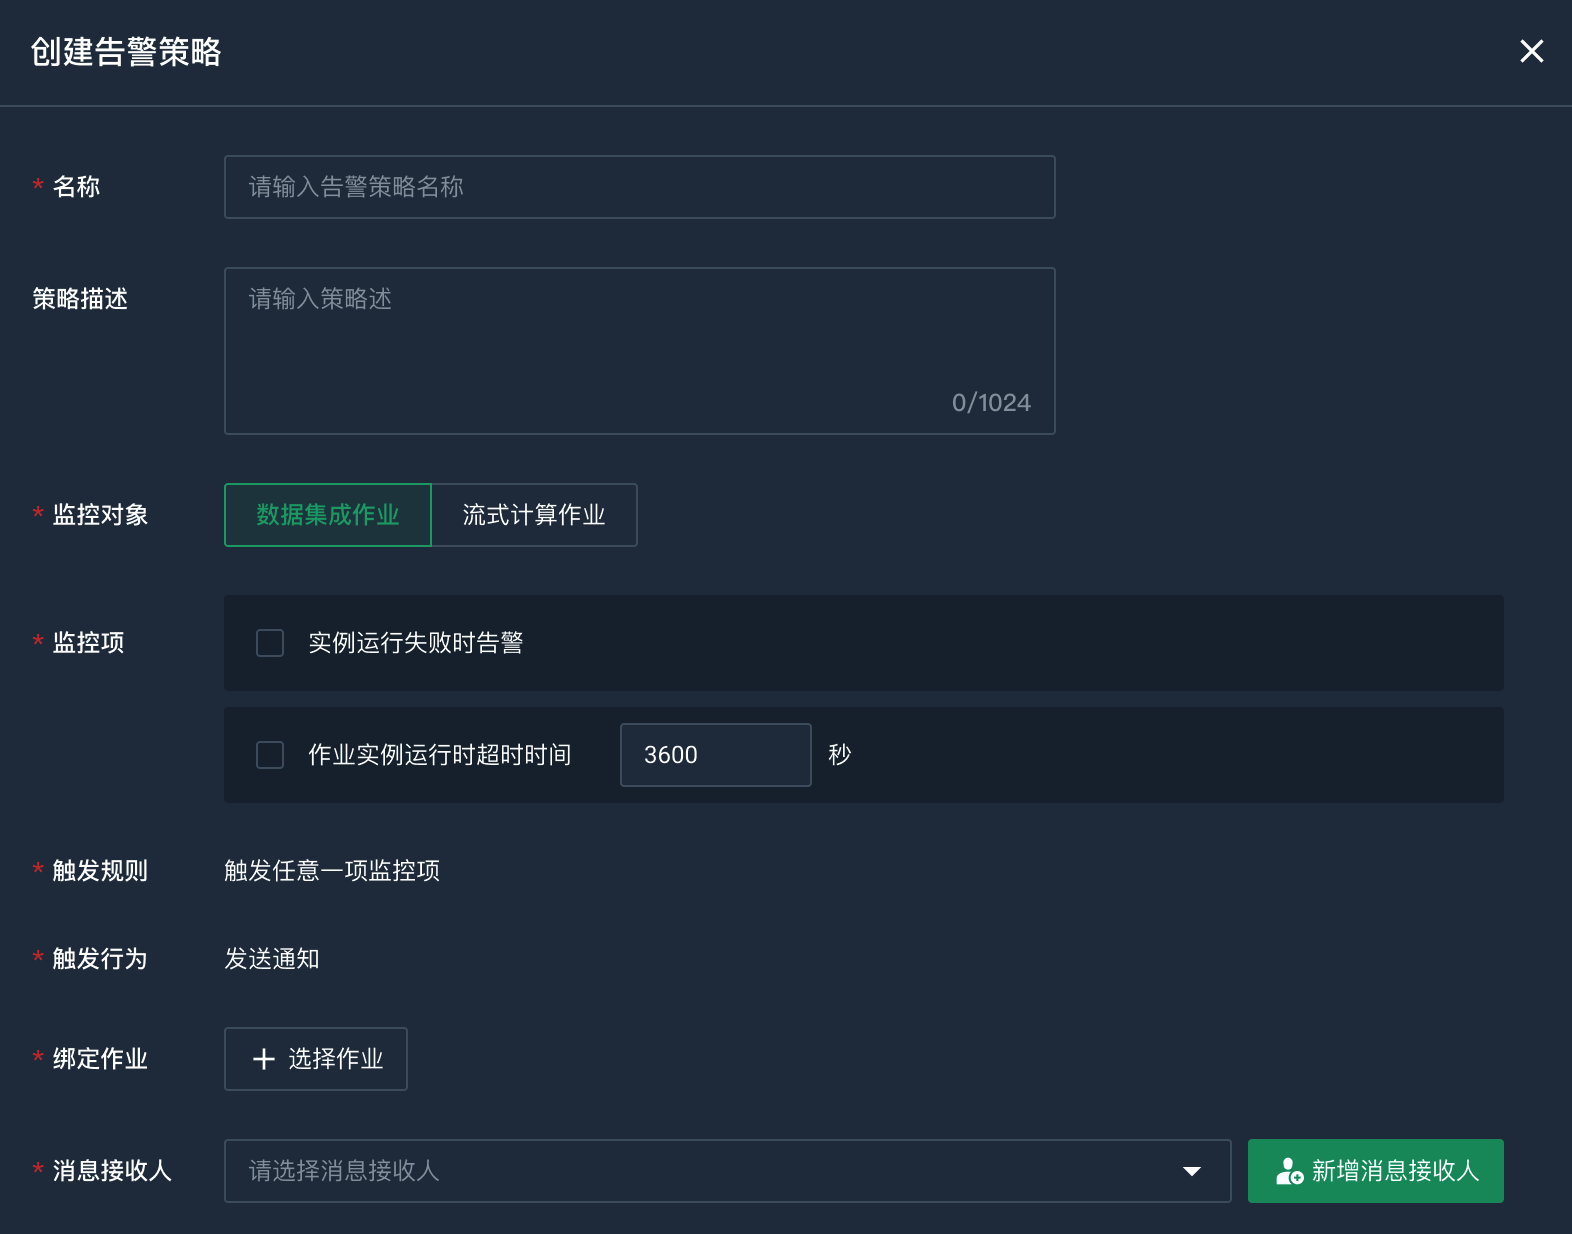 创建告警策略
* 名称 请输入告警策略名称
策略描述 请输入策略述
0/1024
* 监控对象 数据集成作业 流式计算作业
* 监控项 实例运行失败时告警
作业实例运行时超时时间 3600 秒
* 触发规则 触发任意一项监控项
* 触发行为 发送通知
* 绑定作业 选择作业
* 消息接收人 请选择消息接收人 新增消息接收人